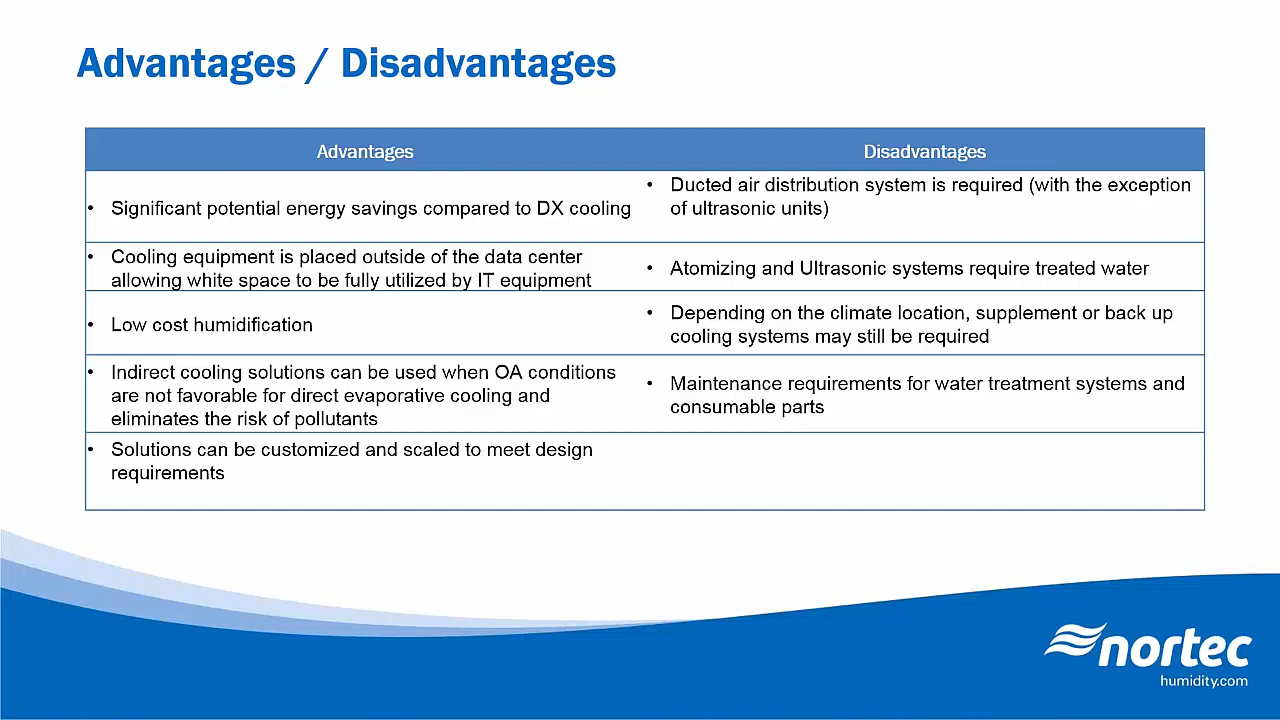 Advantages / Disadvantages
Advantages
Disadvantages
• Significant potential energy savings compared to DX cooling
• Ducted air distribution system is required (with the exception
of ultrasonic units)
• Cooling equipment is placed outside of the data center
allowing white space to be fully utilized by IT equipment
• Atomizing and Ultrasonic systems require treated water
• Low cost humidification
• Depending on the climate location, supplement or back up
cooling systems may still be required
• Indirect cooling solutions can be used when OA conditions
are not favorable for direct evaporative cooling and
eliminates the risk of pollutants
• Maintenance requirements for water treatment systems and
consumable parts
• Solutions can be customized and scaled to meet design
requirements
nortec
humidity.com